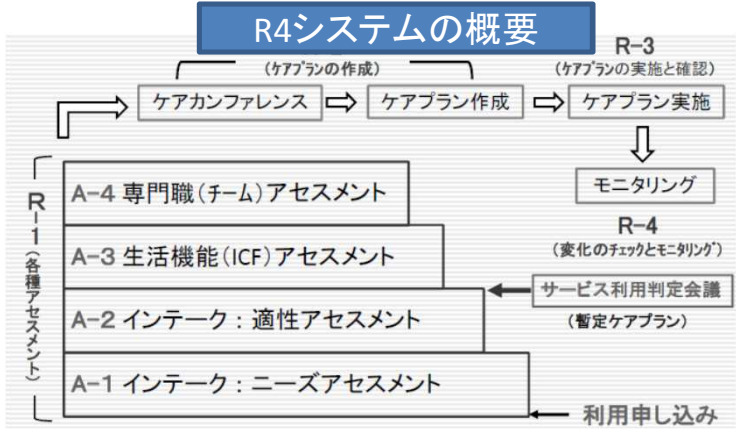 R4システムの概要
(ケアプランの作成)
R-3
(ケアプランの実施と確認)
ケアカンファレンス
ケアプラン作成
ケアプラン実施
モニタリング
R-4
(変化のチェックとモニタリング)
R-1(各種アセスメント)
A-4 専門職(チーム)アセスメント
A-3 生活機能(ICF)アセスメント
サービス利用判定会議
(暫定ケアプラン)
A-2 インテーク：適性アセスメント
A-1 インテーク：ニーズアセスメント
利用申し込み